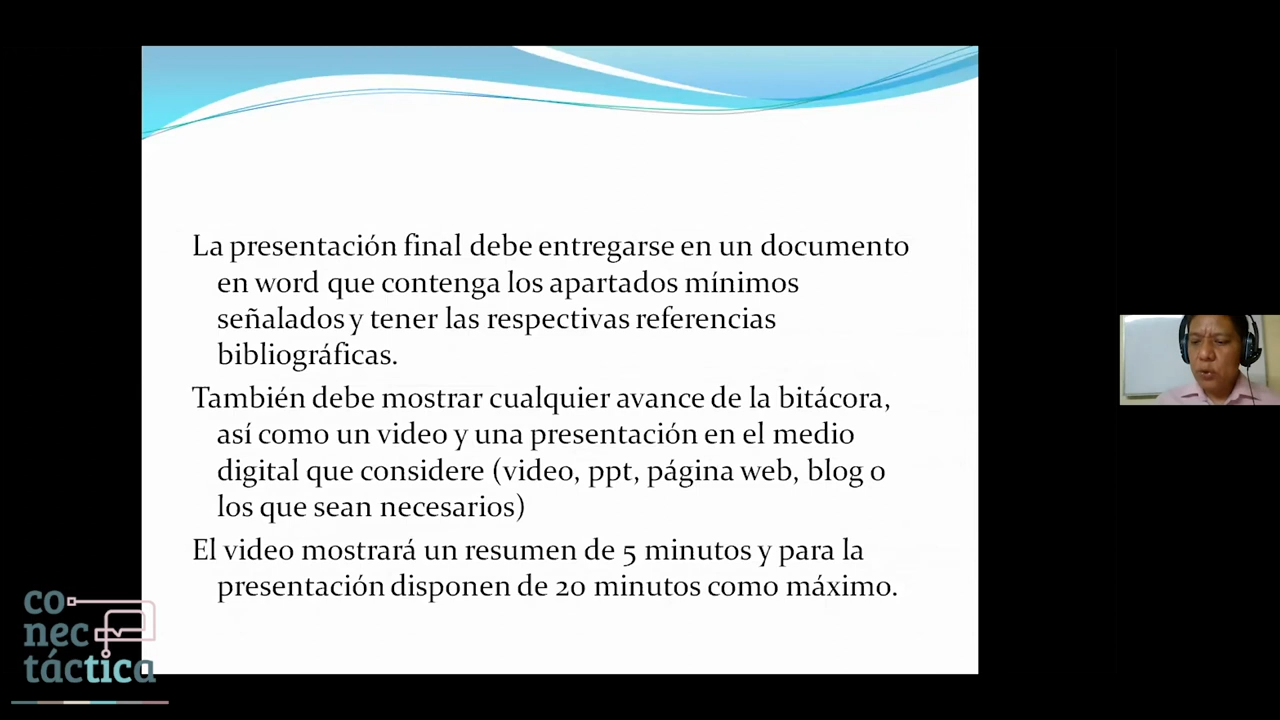 La presentación final debe entregarse en un documento
en word que contenga los apartados mínimos
señalados y tener las respectivas referencias
bibliográficas.
También debe mostrar cualquier avance de la bitácora,
así como un video y una presentación en el medio
digital que considere (video, ppt, página web, blog o
los que sean necesarios)
El video mostrará un resumen de 5 minutos y para la
presentación disponen de 20 minutos como máximo.
co
nec
táctica